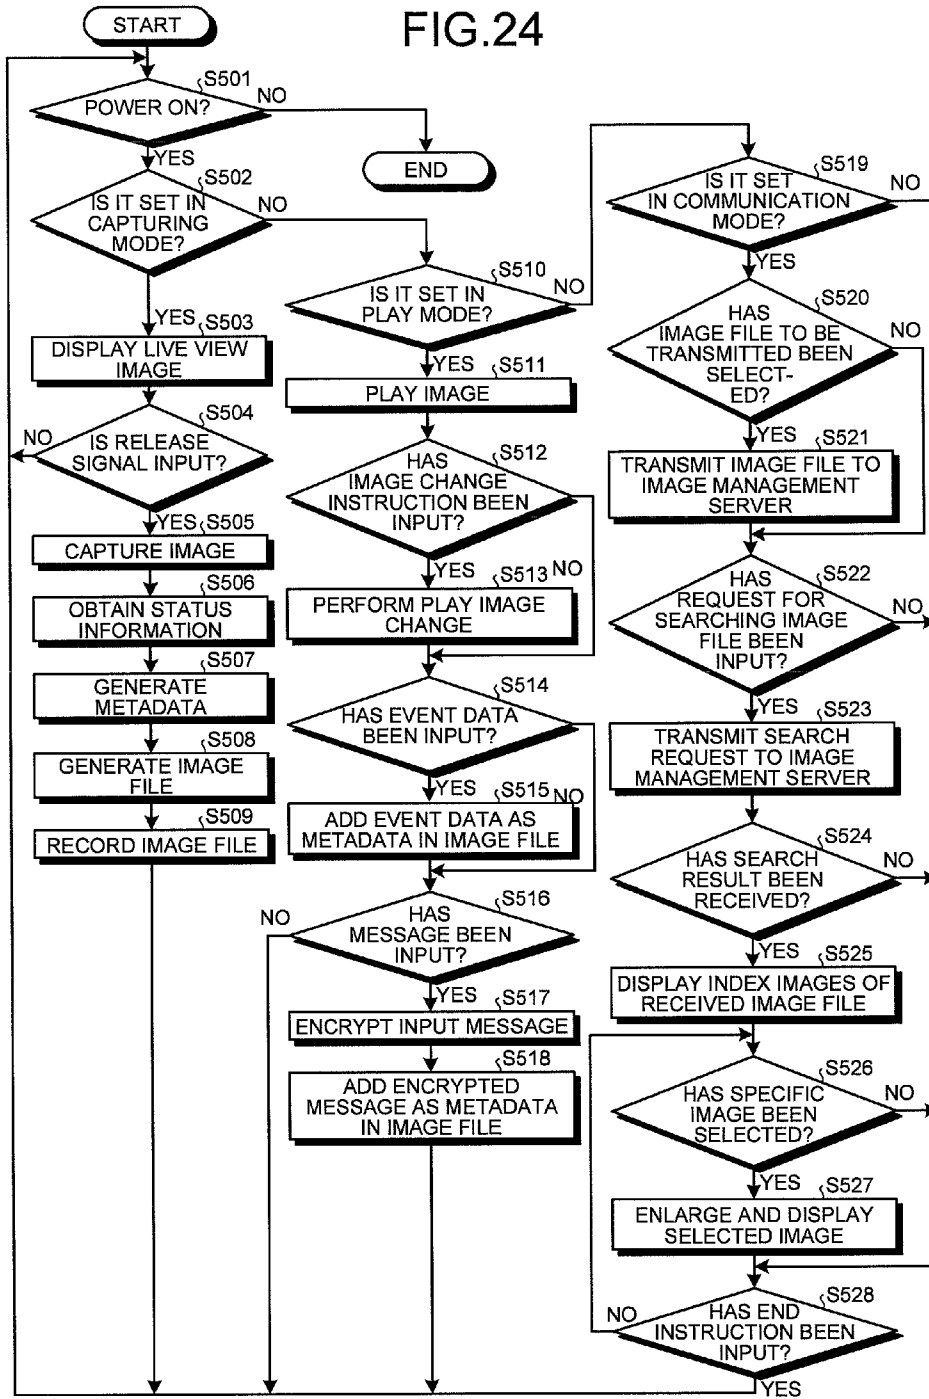 FIG.24
START
S501
POWER ON?
NO
YES
END
S502
IS IT SET IN
CAPTURING
MODE?
NO
YES
S503
DISPLAY LIVE VIEW
IMAGE
S504
NO
IS RELEASE
SIGNAL INPUT?
YES
S505
CAPTURE IMAGE
S506
OBTAIN STATUS
INFORMATION
S507
GENERATE
METADATA
S508
GENERATE IMAGE
FILE
S509
RECORD IMAGE FILE
S510
IS IT SET IN
PLAY MODE?
NO
YES
S511
PLAY IMAGE
S512
HAS
IMAGE CHANGE
INSTRUCTION BEEN
INPUT?
YES
S513
NO
PERFORM PLAY IMAGE
CHANGE
S514
HAS EVENT DATA
BEEN INPUT?
YES
S515
NO
ADD EVENT DATA AS
METADATA IN IMAGE FILE
S516
NO
HAS
MESSAGE BEEN
INPUT?
YES
S517
ENCRYPT INPUT MESSAGE
S518
ADD ENCRYPTED
MESSAGE AS METADATA
IN IMAGE FILE
S519
IS IT SET
IN COMMUNICATION
MODE?
NO
YES
S520
HAS
IMAGE FILE TO BE
TRANSMITTED BEEN
SELECT-
ED?
NO
YES
S521
TRANSMIT IMAGE FILE TO
IMAGE MANAGEMENT
SERVER
S522
HAS
REQUEST FOR
SEARCHING IMAGE
FILE BEEN
INPUT?
NO
YES
S523
TRANSMIT SEARCH
REQUEST TO IMAGE
MANAGEMENT SERVER
S524
HAS SEARCH
RESULT BEEN
RECEIVED?
NO
YES
S525
DISPLAY INDEX IMAGES OF
RECEIVED IMAGE FILE
S526
HAS SPECIFIC
IMAGE BEEN
SELECTED?
NO
YES
S527
ENLARGE AND DISPLAY
SELECTED IMAGE
S528
NO
HAS END
INSTRUCTION BEEN
INPUT?
YES